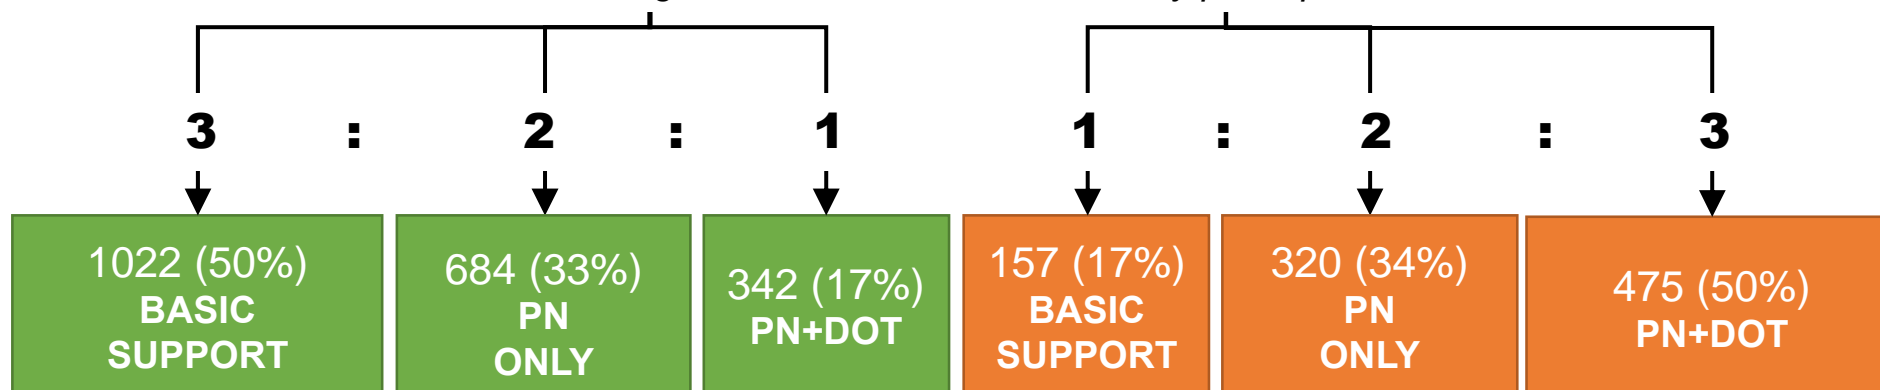 3 : 2 : 1 1 : 2 : 3
1022 (50%)
BASIC
SUPPORT
684 (33%)
PN
ONLY
342 (17%)
PN+DOT
157 (17%)
BASIC
SUPPORT
320 (34%)
PN
ONLY
475 (50%)
PN+DOT